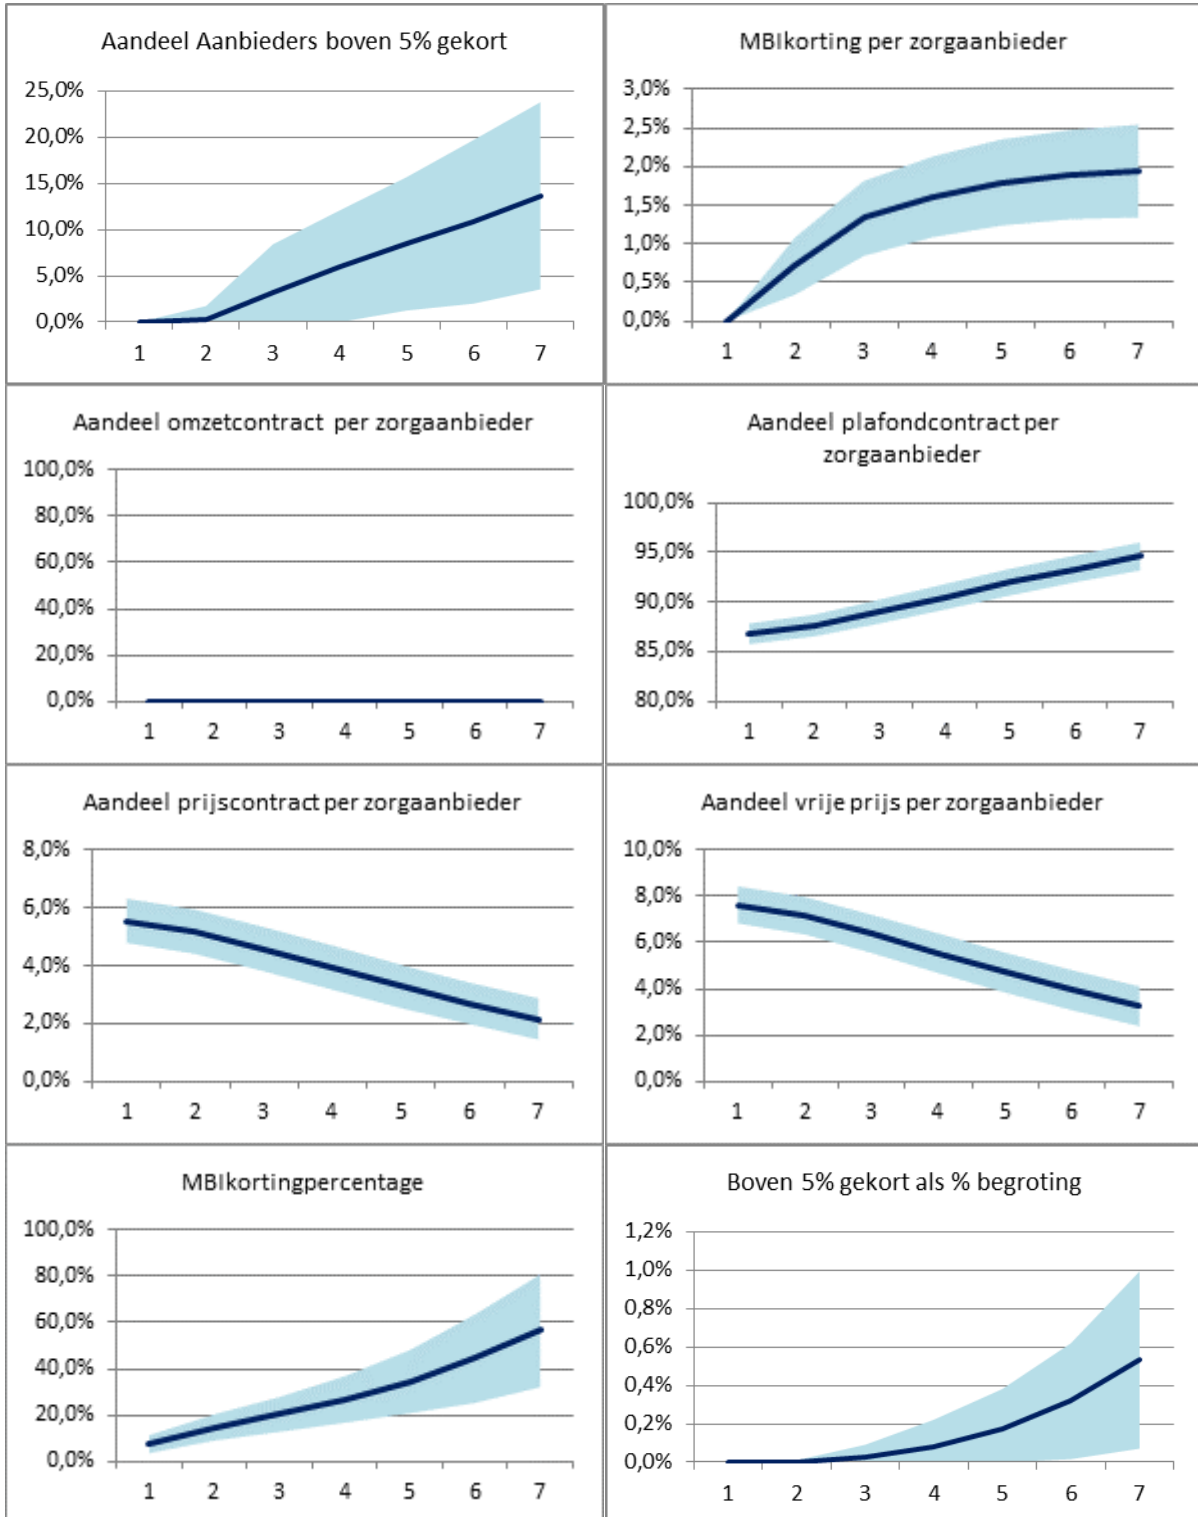 Aandeel Aanbieders boven 5% gekort
25,0%
20,0%
15,0%
10,0%
5,0%
0,0%
1 2 3 4 5 6 7
MBIkorting per zorgaanbieder
3,0%
2,5%
2,0%
1,5%
1,0%
0,5%
0,0%
1 2 3 4 5 6 7
Aandeel omzetcontract per zorgaanbieder
100,0%
80,0%
60,0%
40,0%
20,0%
0,0%
1 2 3 4 5 6 7
Aandeel plafondcontract per
zorgaanbieder
100,0%
95,0%
90,0%
85,0%
80,0%
1 2 3 4 5 6 7
Aandeel prijscontract per zorgaanbieder
8,0%
6,0%
4,0%
2,0%
0,0%
1 2 3 4 5 6 7
Aandeel vrije prijs per zorgaanbieder
10,0%
8,0%
6,0%
4,0%
2,0%
0,0%
1 2 3 4 5 6 7
MBIkortingpercentage
100,0%
80,0%
60,0%
40,0%
20,0%
0,0%
1 2 3 4 5 6 7
Boven 5% gekort als % begroting
1,2%
1,0%
0,8%
0,6%
0,4%
0,2%
0,0%
1 2 3 4 5 6 7